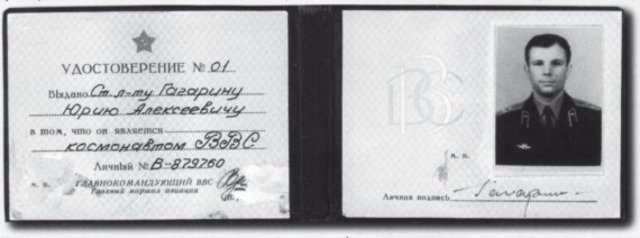 УДОСТОВЕРЕНИЕ № 01
Выдано Ст. л-ту Гагарину
Юрию Алексеевичу
в том, что он является
космонавтом ВВС
Личный № В-879760
м. п. ГЛАВНОКОМАНДУЮЩИЙ ВВС
Главный маршал авиации
ВВС
м. п.
Личная подпись Гагарин